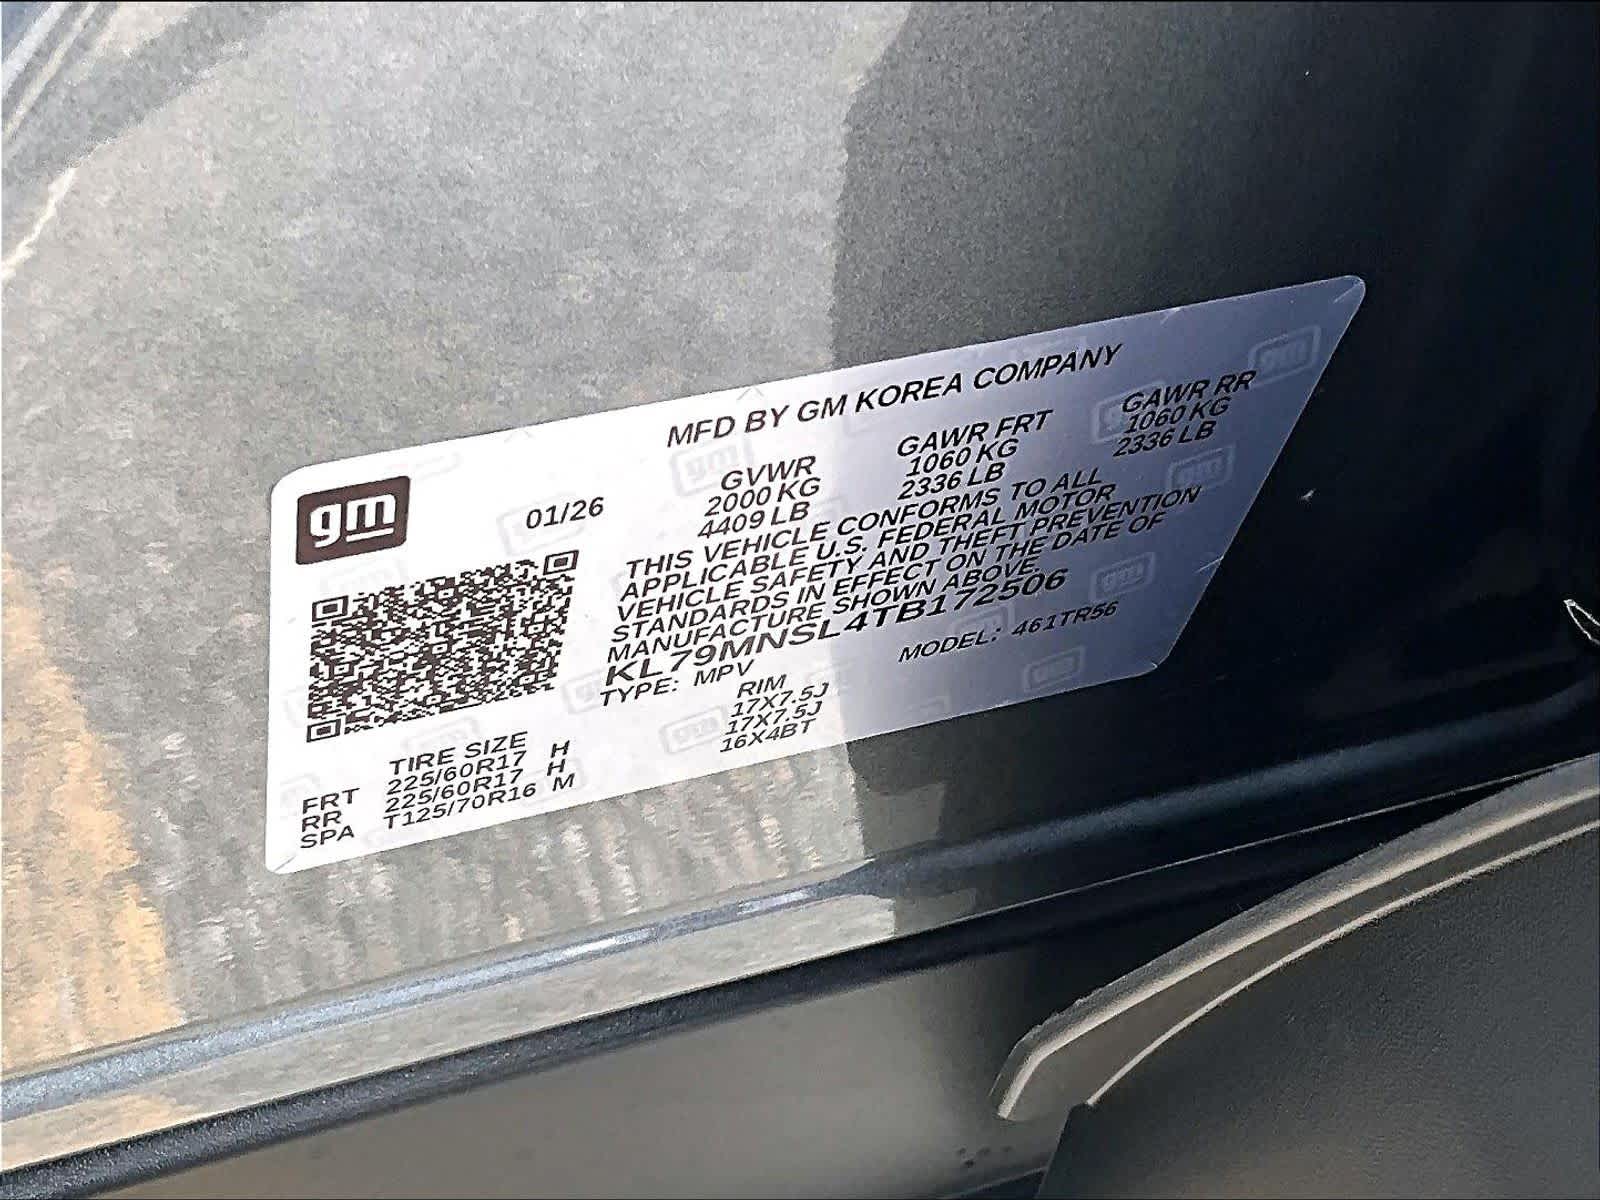 MFD BY GM KOREA COMPANY
gm
01/26
GVWR GAWR FRT GAWR RR
2000 KG 1060 KG 1060 KG
4409 LB 2336 LB 2336 LB
THIS VEHICLE CONFORMS TO ALL
APPLICABLE U.S. FEDERAL MOTOR
VEHICLE SAFETY AND THEFT PREVENTION
STANDARDS IN EFFECT ON THE DATE OF
MANUFACTURE SHOWN ABOVE.
KL79MNSL4TB172506
TYPE: MPV MODEL: 461TR56
TIRE SIZE RIM
FRT 225/60R17 H 17X7.5J
RR 225/60R17 H 17X7.5J
SPA T125/70R16 M 16X4BT